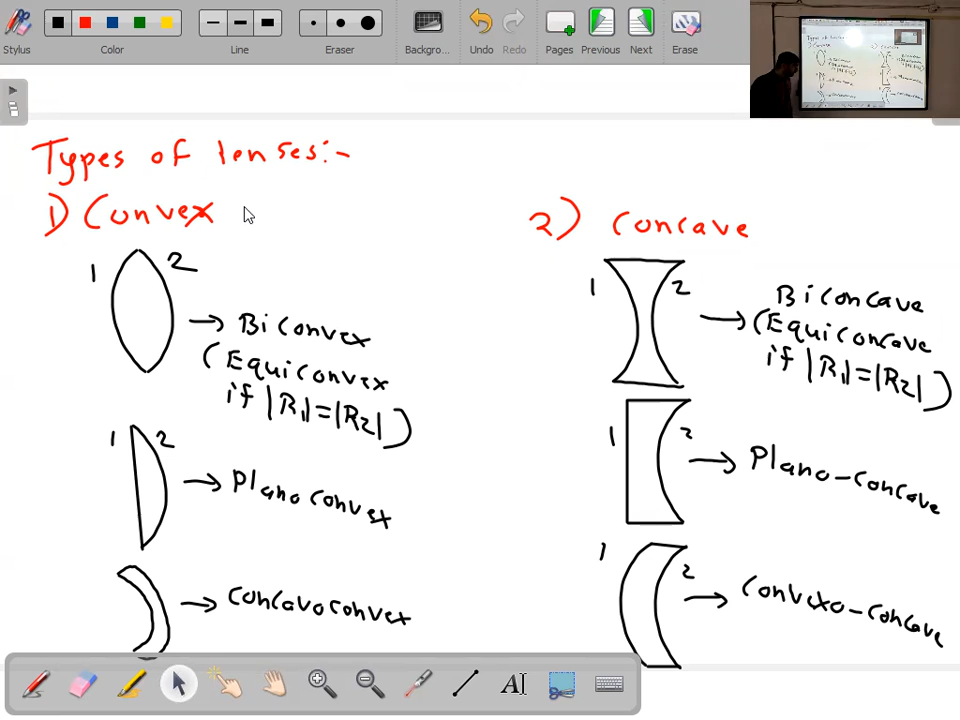 Stylus
Color
Line
Eraser
Backgro...
Undo
Redo
Pages
Previous
Next
Erase
Types of lenses:-
1) Convex
1 2
→ Biconvex
(Equiconvex
if |R1|=|R2|)
1 2
→ Planoconvex
→ Concavoconvex
2) Concave
1 2
→ Biconcave
(Equiconcave
if |R1|=|R2|)
1 2
→ Plano-concave
1 2
→ Convexo-concave
A